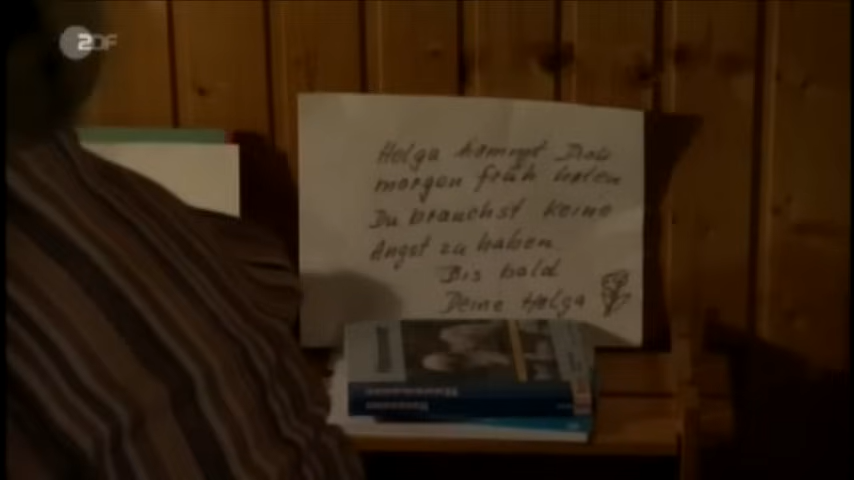 ZDF
Helga kommt Dich
morgen früh holen
Du brauchst keine
Angst zu haben
Bis bald
Deine Helga